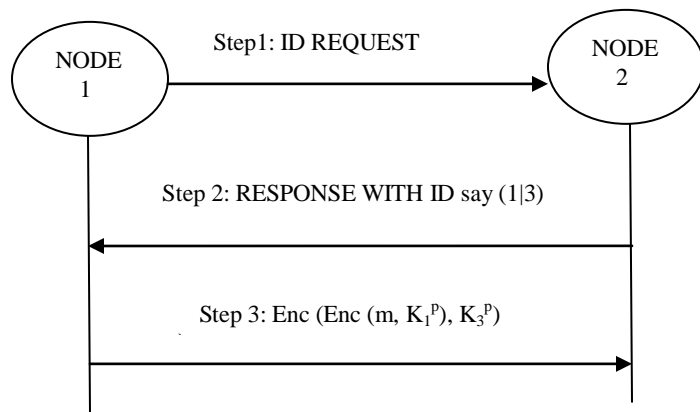 NODE
1
Step1: ID REQUEST
NODE
2
Step 2: RESPONSE WITH ID say (1|3)
Step 3: Enc (Enc (m, K₁ᵖ), K₃ᵖ)